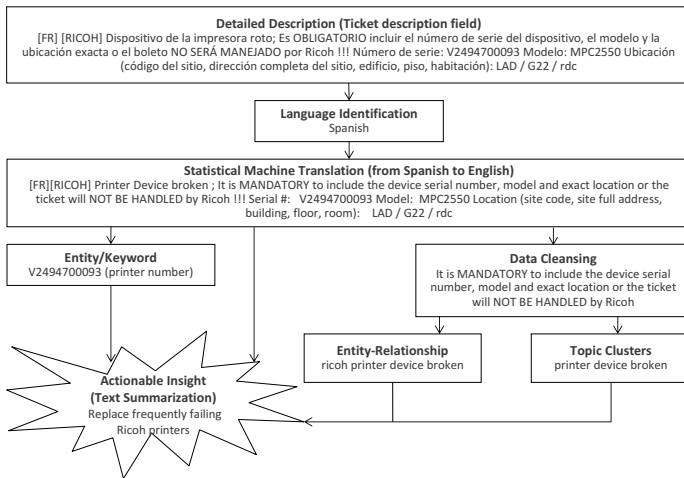 Detailed Description (Ticket description field)
[FR] [RICOH] Dispositivo de la impresora roto; Es OBLIGATORIO incluir el número de serie del dispositivo, el modelo y la
ubicación exacta o el boleto NO SERÁ MANEJADO por Ricoh !!! Número de serie: V2494700093 Modelo: MPC2550 Ubicación
(código del sitio, dirección completa del sitio, edificio, piso, habitación): LAD / G22 / rdc
Language Identification
Spanish
Statistical Machine Translation (from Spanish to English)
[FR][RICOH] Printer Device broken ; It is MANDATORY to include the device serial number, model and exact location or the
ticket will NOT BE HANDLED by Ricoh !!! Serial #: V2494700093 Model: MPC2550 Location (site code, site full address,
building, floor, room): LAD / G22 / rdc
Entity/Keyword
V2494700093 (printer number)
Data Cleansing
It is MANDATORY to include the device serial
number, model and exact location or the ticket
will NOT BE HANDLED by Ricoh
Entity-Relationship
ricoh printer device broken
Topic Clusters
printer device broken
Actionable Insight
(Text Summarization)
Replace frequently failing
Ricoh printers